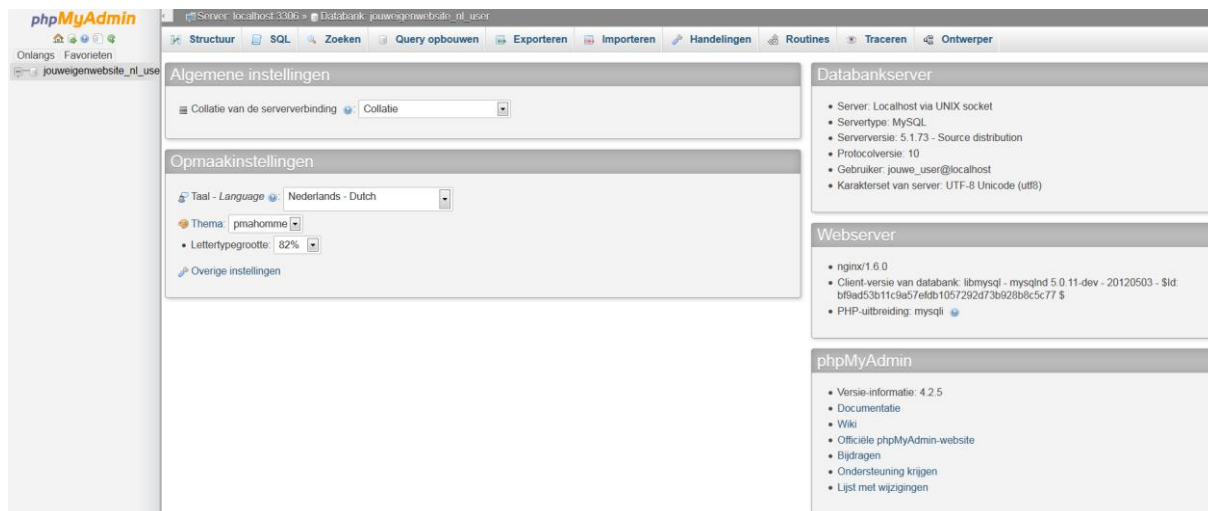 phpMyAdmin
Onlangs Favorieten
jouweigenwebsite_nl_use
Server: localhost:3306 » Databank: jouweigenwebsite_nl_user
Structuur SQL Zoeken Query opbouwen Exporteren Importeren Handelingen Routines Traceren Ontwerper
Algemene instellingen
Collatie van de serververbinding : Collatie
Opmaakinstellingen
Taal - Language : Nederlands - Dutch
Thema: pmahomme
• Lettertypegrootte: 82%
Overige instellingen
Databankserver
• Server: Localhost via UNIX socket
• Servertype: MySQL
• Serverversie: 5.1.73 - Source distribution
• Protocolversie: 10
• Gebruiker: jouwe_user@localhost
• Karakterset van server: UTF-8 Unicode (utf8)
Webserver
• nginx/1.6.0
• Client-versie van databank: libmysql - mysqlnd 5.0.11-dev - 20120503 - $Id:
bf9ad53b11c9a57efdb1057292d73b928b8c5c77 $
• PHP-uitbreiding: mysqli
phpMyAdmin
• Versie-informatie: 4.2.5
• Documentatie
• Wiki
• Officiële phpMyAdmin-website
• Bijdragen
• Ondersteuning krijgen
• Lijst met wijzigingen